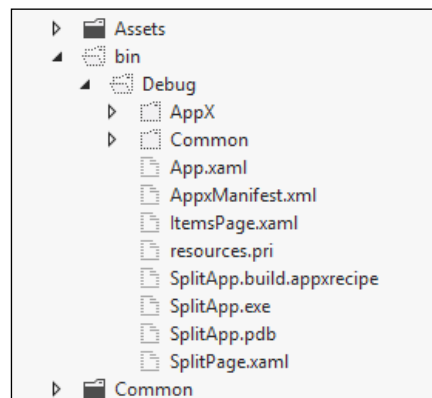 Assets
bin
Debug
AppX
Common
App.xaml
AppxManifest.xml
ItemsPage.xaml
resources.pri
SplitApp.build.appxrecipe
SplitApp.exe
SplitApp.pdb
SplitPage.xaml
Common